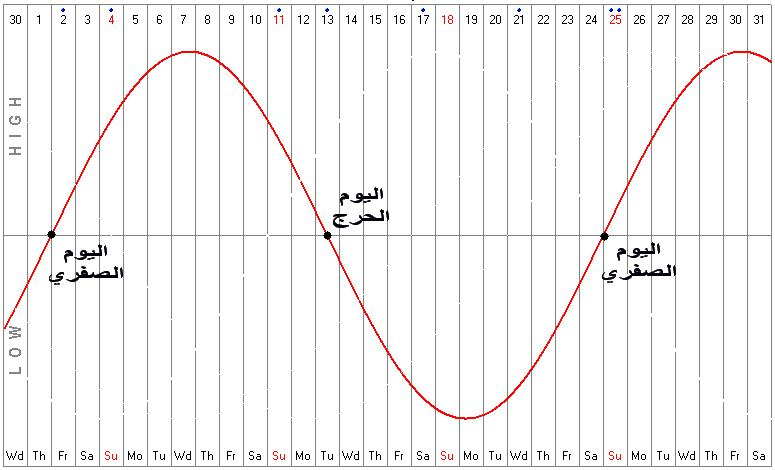 30 1 2 3 4 5 6 7 8 9 10 11 12 13 14 15 16 17 18 19 20 21 22 23 24 25 26 27 28 29 30 31
HIGH
اليوم
الحرج
اليوم
الصفري
اليوم
الصفري
LOW
Wd Th Fr Sa Su Mo Tu Wd Th Fr Sa Su Mo Tu Wd Th Fr Sa Su Mo Tu Wd Th Fr Sa Su Mo Tu Wd Th Fr Sa